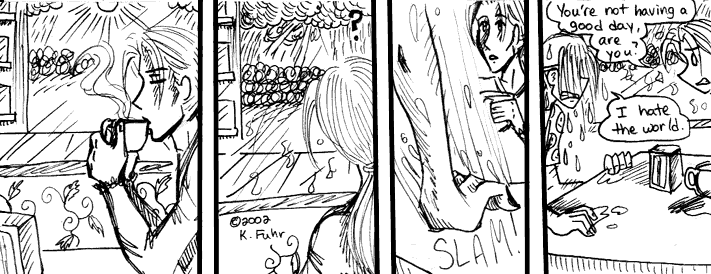 ?
©2002
K. Fuhr
SLAM!
You're not having a
good day,
are
you?
I hate
the world.